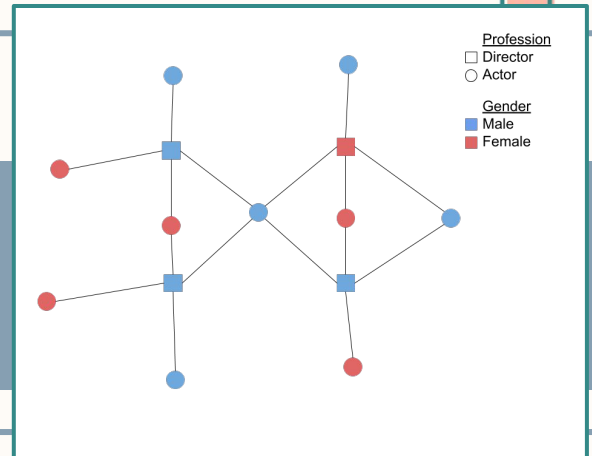 Profession
Director
Actor
Gender
Male
Female